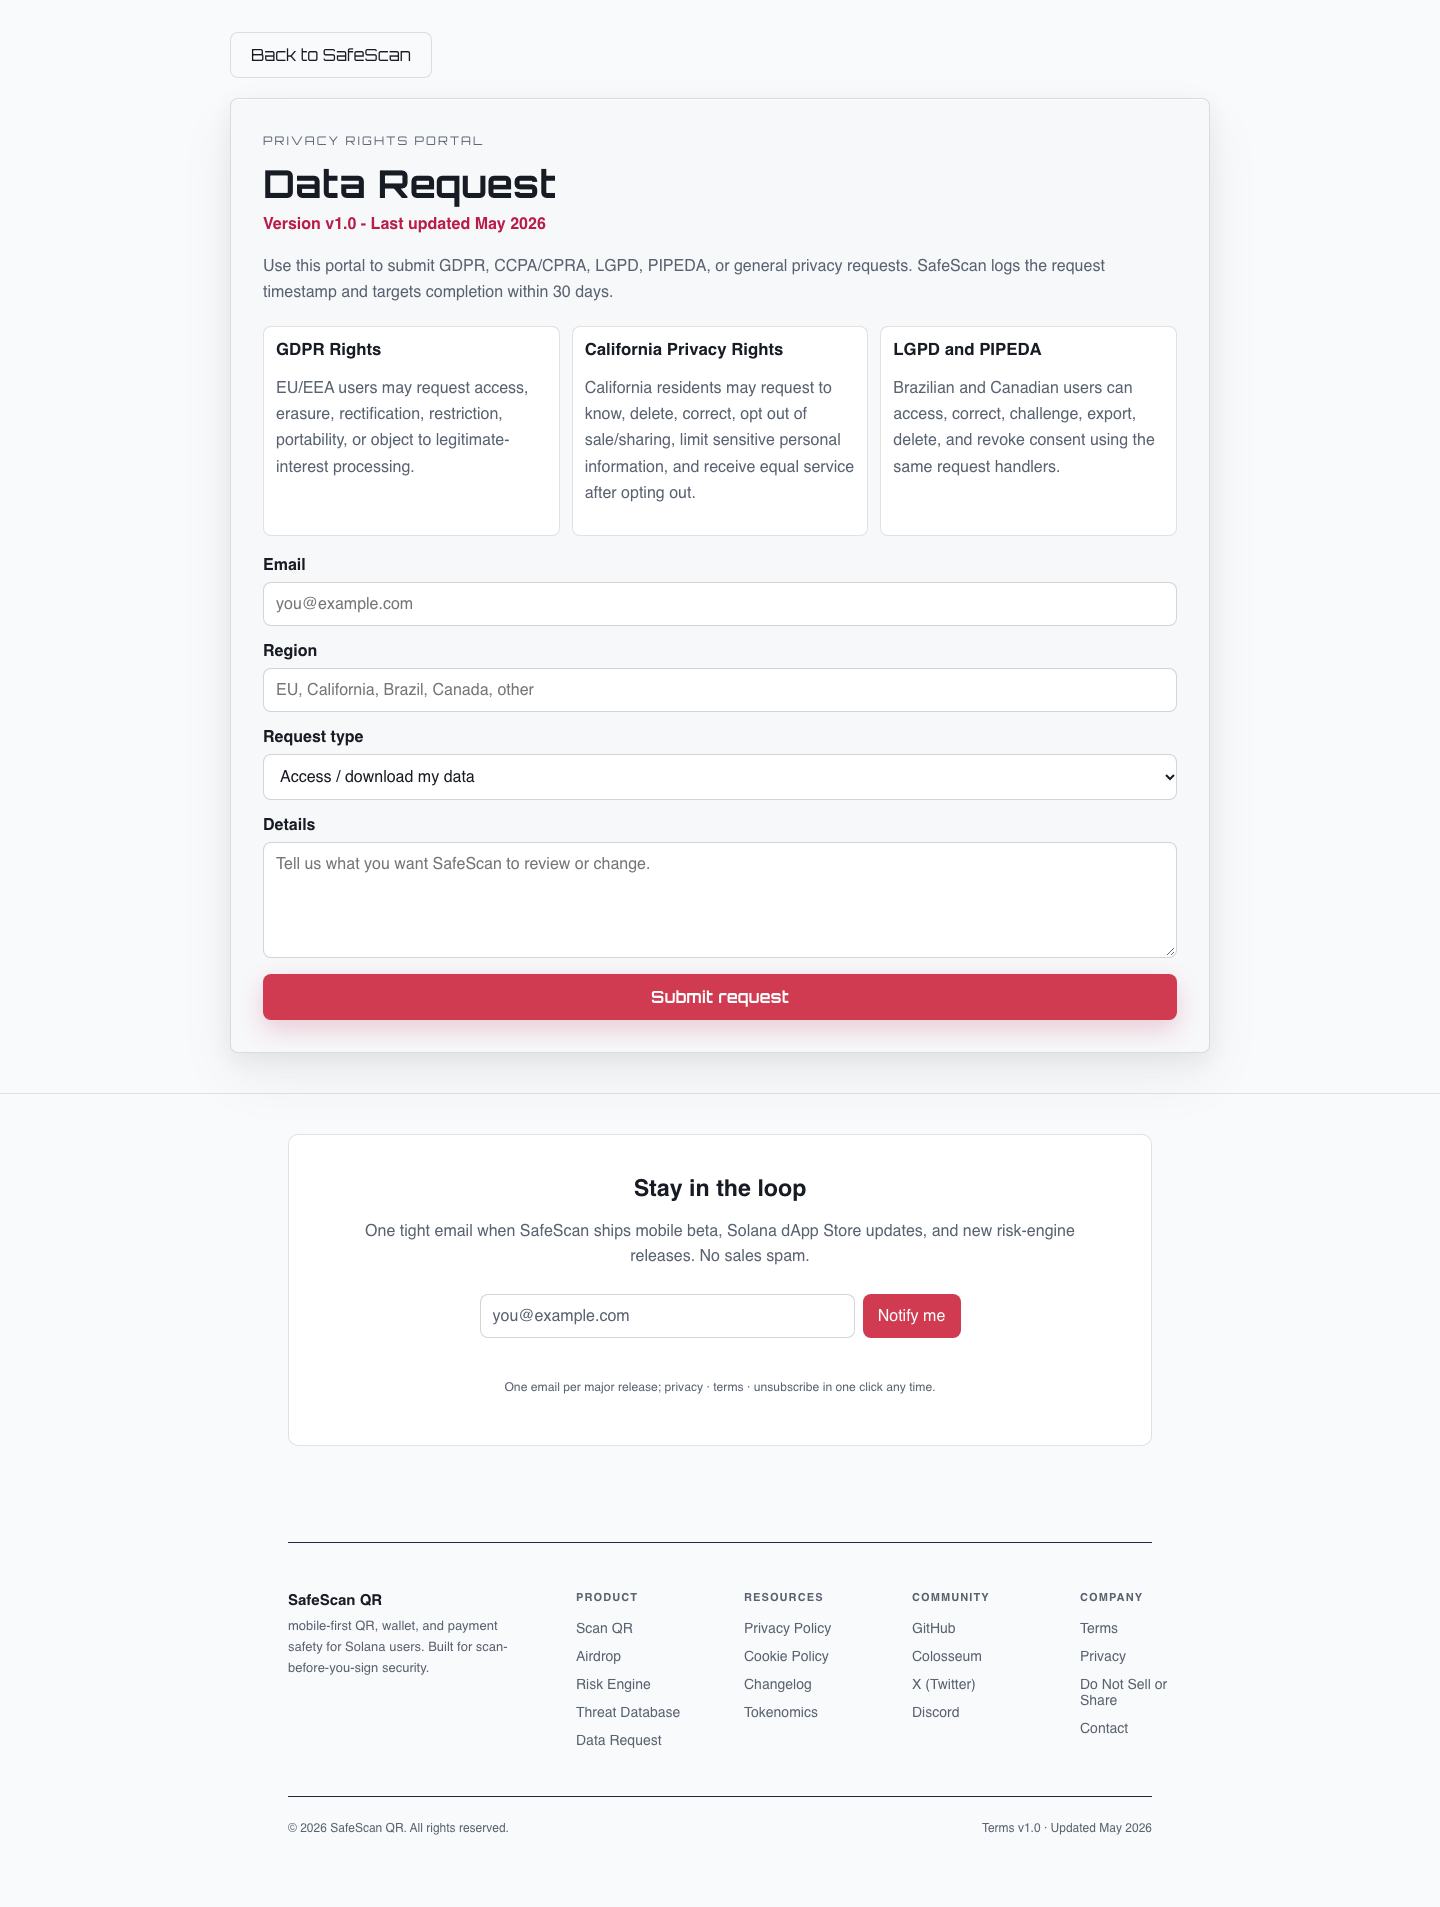 Back to SafeScan
PRIVACY RIGHTS PORTAL
Data Request
Version v1.0 - Last updated May 2026
Use this portal to submit GDPR, CCPA/CPRA, LGPD, PIPEDA, or general privacy requests. SafeScan logs the request
timestamp and targets completion within 30 days.
GDPR Rights
EU/EEA users may request access,
erasure, rectification, restriction,
portability, or object to legitimate-
interest processing.
California Privacy Rights
California residents may request to
know, delete, correct, opt out of
sale/sharing, limit sensitive personal
information, and receive equal service
after opting out.
LGPD and PIPEDA
Brazilian and Canadian users can
access, correct, challenge, export,
delete, and revoke consent using the
same request handlers.
Email
you@example.com
Region
EU, California, Brazil, Canada, other
Request type
Access / download my data
Details
Tell us what you want SafeScan to review or change.
Submit request
Stay in the loop
One tight email when SafeScan ships mobile beta, Solana dApp Store updates, and new risk-engine
releases. No sales spam.
you@example.com
Notify me
One email per major release; privacy · terms · unsubscribe in one click any time.
SafeScan QR
mobile-first QR, wallet, and payment
safety for Solana users. Built for scan-
before-you-sign security.
PRODUCT
Scan QR
Airdrop
Risk Engine
Threat Database
Data Request
RESOURCES
Privacy Policy
Cookie Policy
Changelog
Tokenomics
COMMUNITY
GitHub
Colosseum
X (Twitter)
Discord
COMPANY
Terms
Privacy
Do Not Sell or
Share
Contact
© 2026 SafeScan QR. All rights reserved.
Terms v1.0 · Updated May 2026